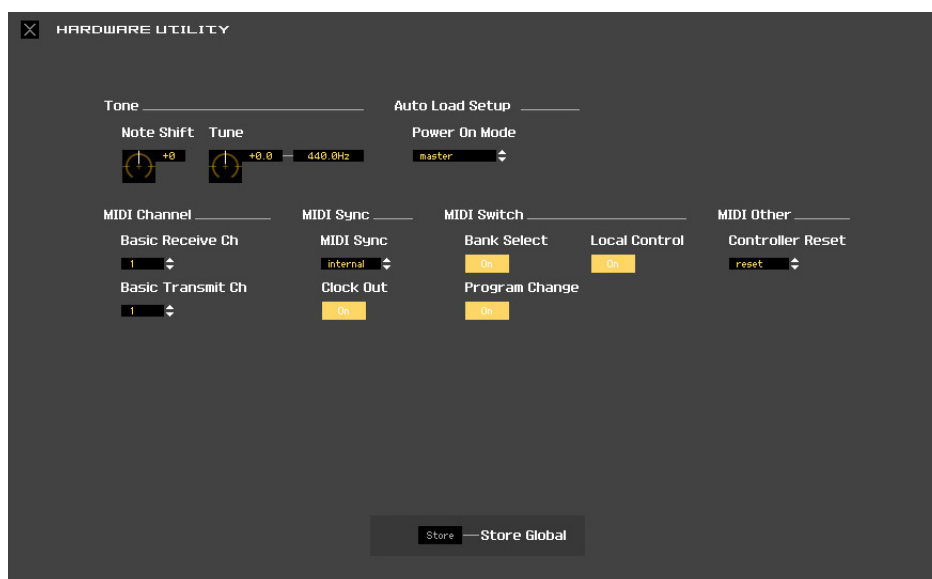 HARDWARE UTILITY
Tone
Auto Load Setup
Note Shift Tune
Power On Mode
+0 +0.0 440.0Hz
master
MIDI Channel MIDI Sync MIDI Switch MIDI Other
Basic Receive Ch MIDI Sync Bank Select Local Control Controller Reset
1 internal On On reset
Basic Transmit Ch Clock Out Program Change
1 On On
Store Store Global